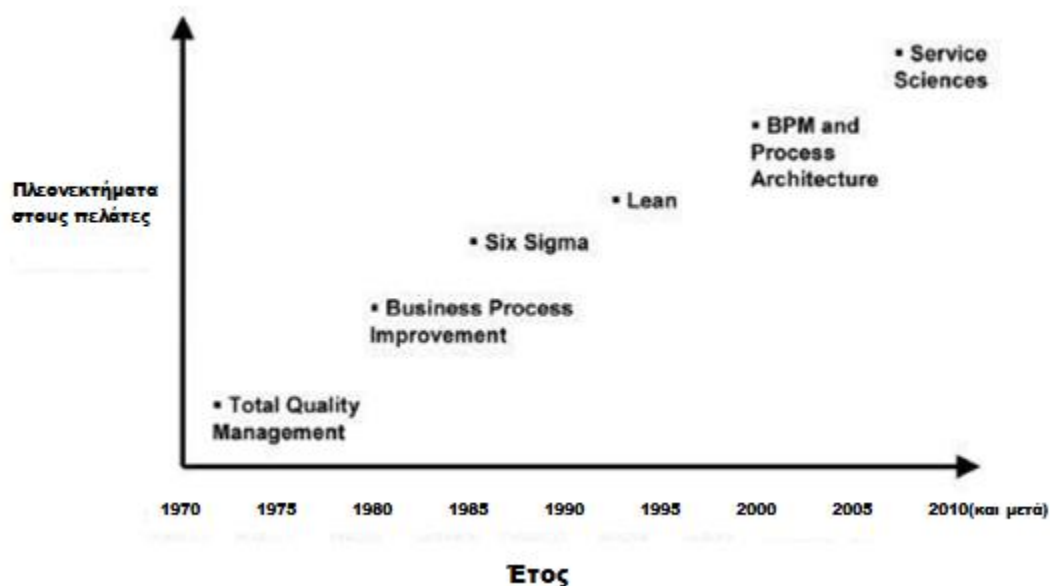 ▪ Service
Sciences
▪ BPM and
Process
Architecture
Πλεονεκτήματα
στους πελάτες
▪ Lean
▪ Six Sigma
▪ Business Process
Improvement
▪ Total Quality
Management
1970 1975 1980 1985 1990 1995 2000 2005 2010(και μετά)
Έτος